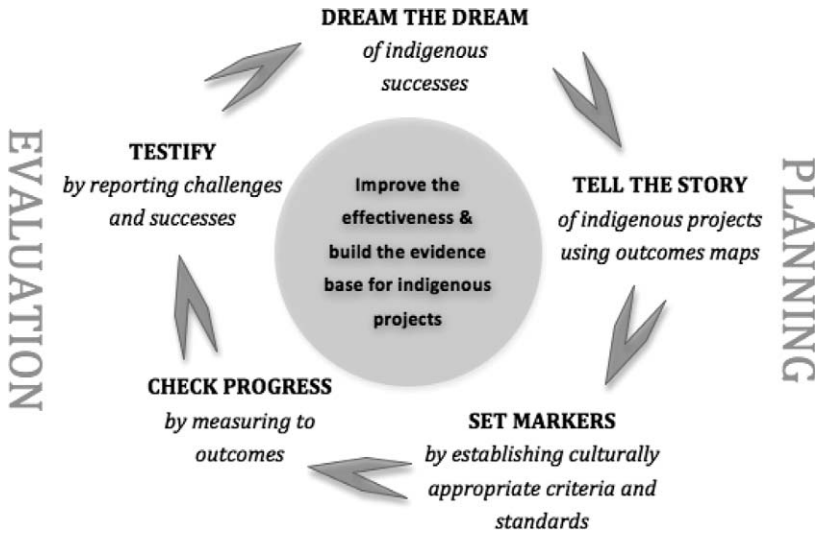 DREAM THE DREAM
of indigenous
successes
TELL THE STORY
of indigenous projects
using outcomes maps
SET MARKERS
by establishing culturally
appropriate criteria and
standards
CHECK PROGRESS
by measuring to
outcomes
TESTIFY
by reporting challenges
and successes
Improve the
effectiveness &
build the evidence
base for indigenous
projects
EVALUATION
PLANNING